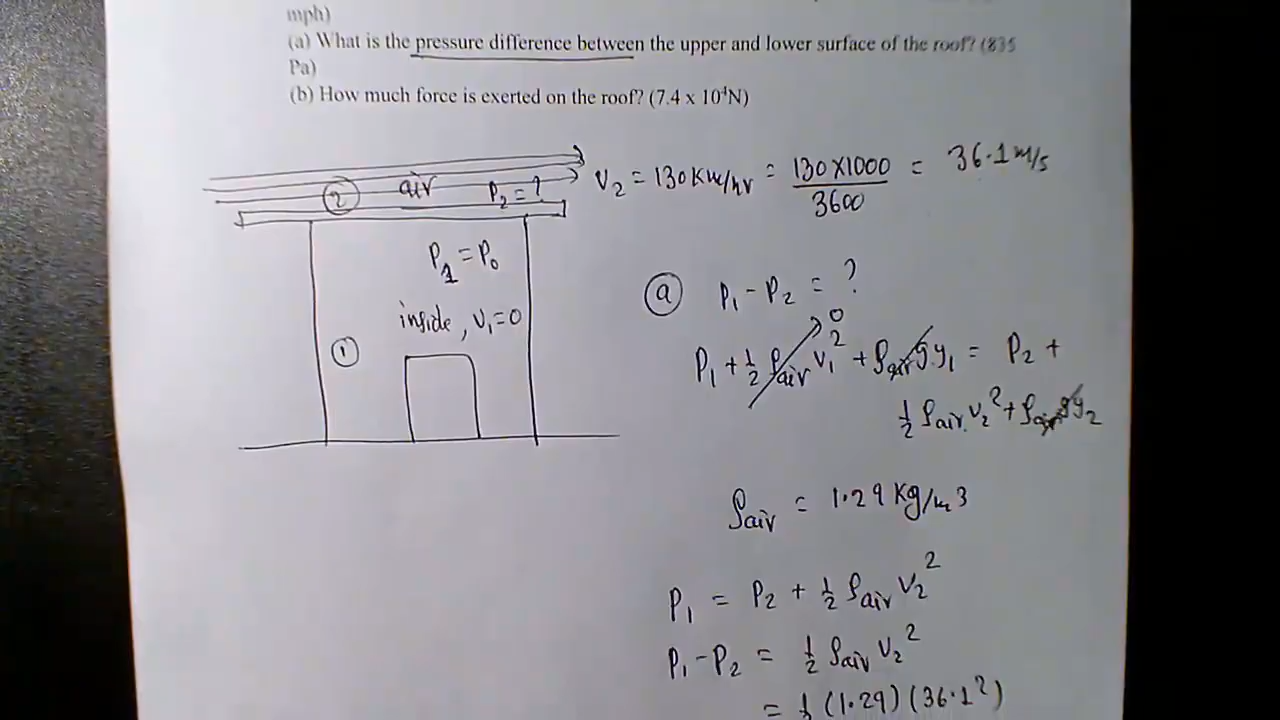 mph)
(a) What is the pressure difference between the upper and lower surface of the roof? (835
Pa)
(b) How much force is exerted on the roof? (7.4 x 10⁴N)
② air P₂ = ?
V₂ = 130 Km/hr = 130X1000/3600 = 36.1 m/s
P₁ = P₀
inside, V₁=0
①
ⓐ P₁ - P₂ = ?
0
P₁ + ½ ρair V₁² + ρair g y₁ = P₂ +
½ ρair V₂² + ρair g y₂
ρair = 1.29 Kg/m3
P₁ = P₂ + ½ ρair V₂²
P₁ - P₂ = ½ ρair V₂²
= ½ (1.29) (36.1²)